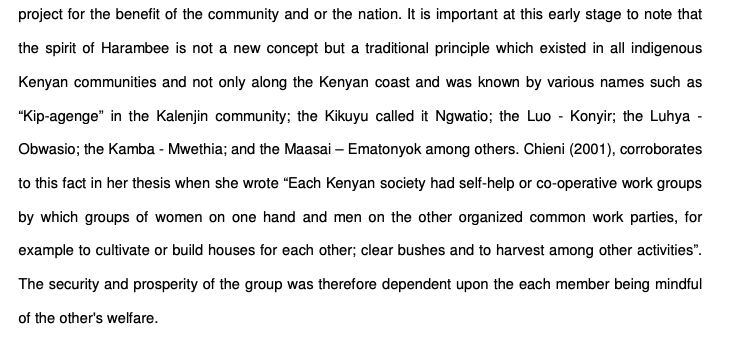 project for the benefit of the community and or the nation. It is important at this early stage to note that
the spirit of Harambee is not a new concept but a traditional principle which existed in all indigenous
Kenyan communities and not only along the Kenyan coast and was known by various names such as
“Kip-agenge” in the Kalenjin community; the Kikuyu called it Ngwatio; the Luo - Konyir; the Luhya -
Obwasio; the Kamba - Mwethia; and the Maasai – Ematonyok among others. Chieni (2001), corroborates
to this fact in her thesis when she wrote “Each Kenyan society had self-help or co-operative work groups
by which groups of women on one hand and men on the other organized common work parties, for
example to cultivate or build houses for each other; clear bushes and to harvest among other activities”.
The security and prosperity of the group was therefore dependent upon the each member being mindful
of the other's welfare.